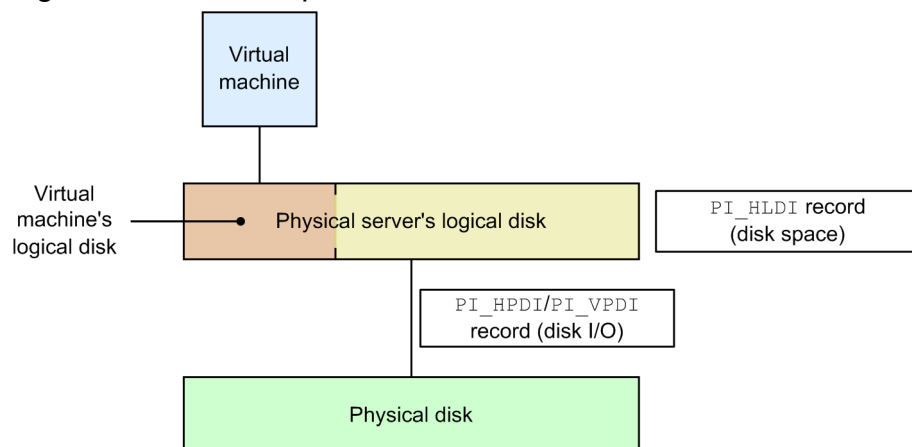 Virtual
machine
Virtual
machine's
logical disk
Physical server's logical disk
PI_HLDI record
(disk space)
PI_HPDI/PI_VPDI
record (disk I/O)
Physical disk